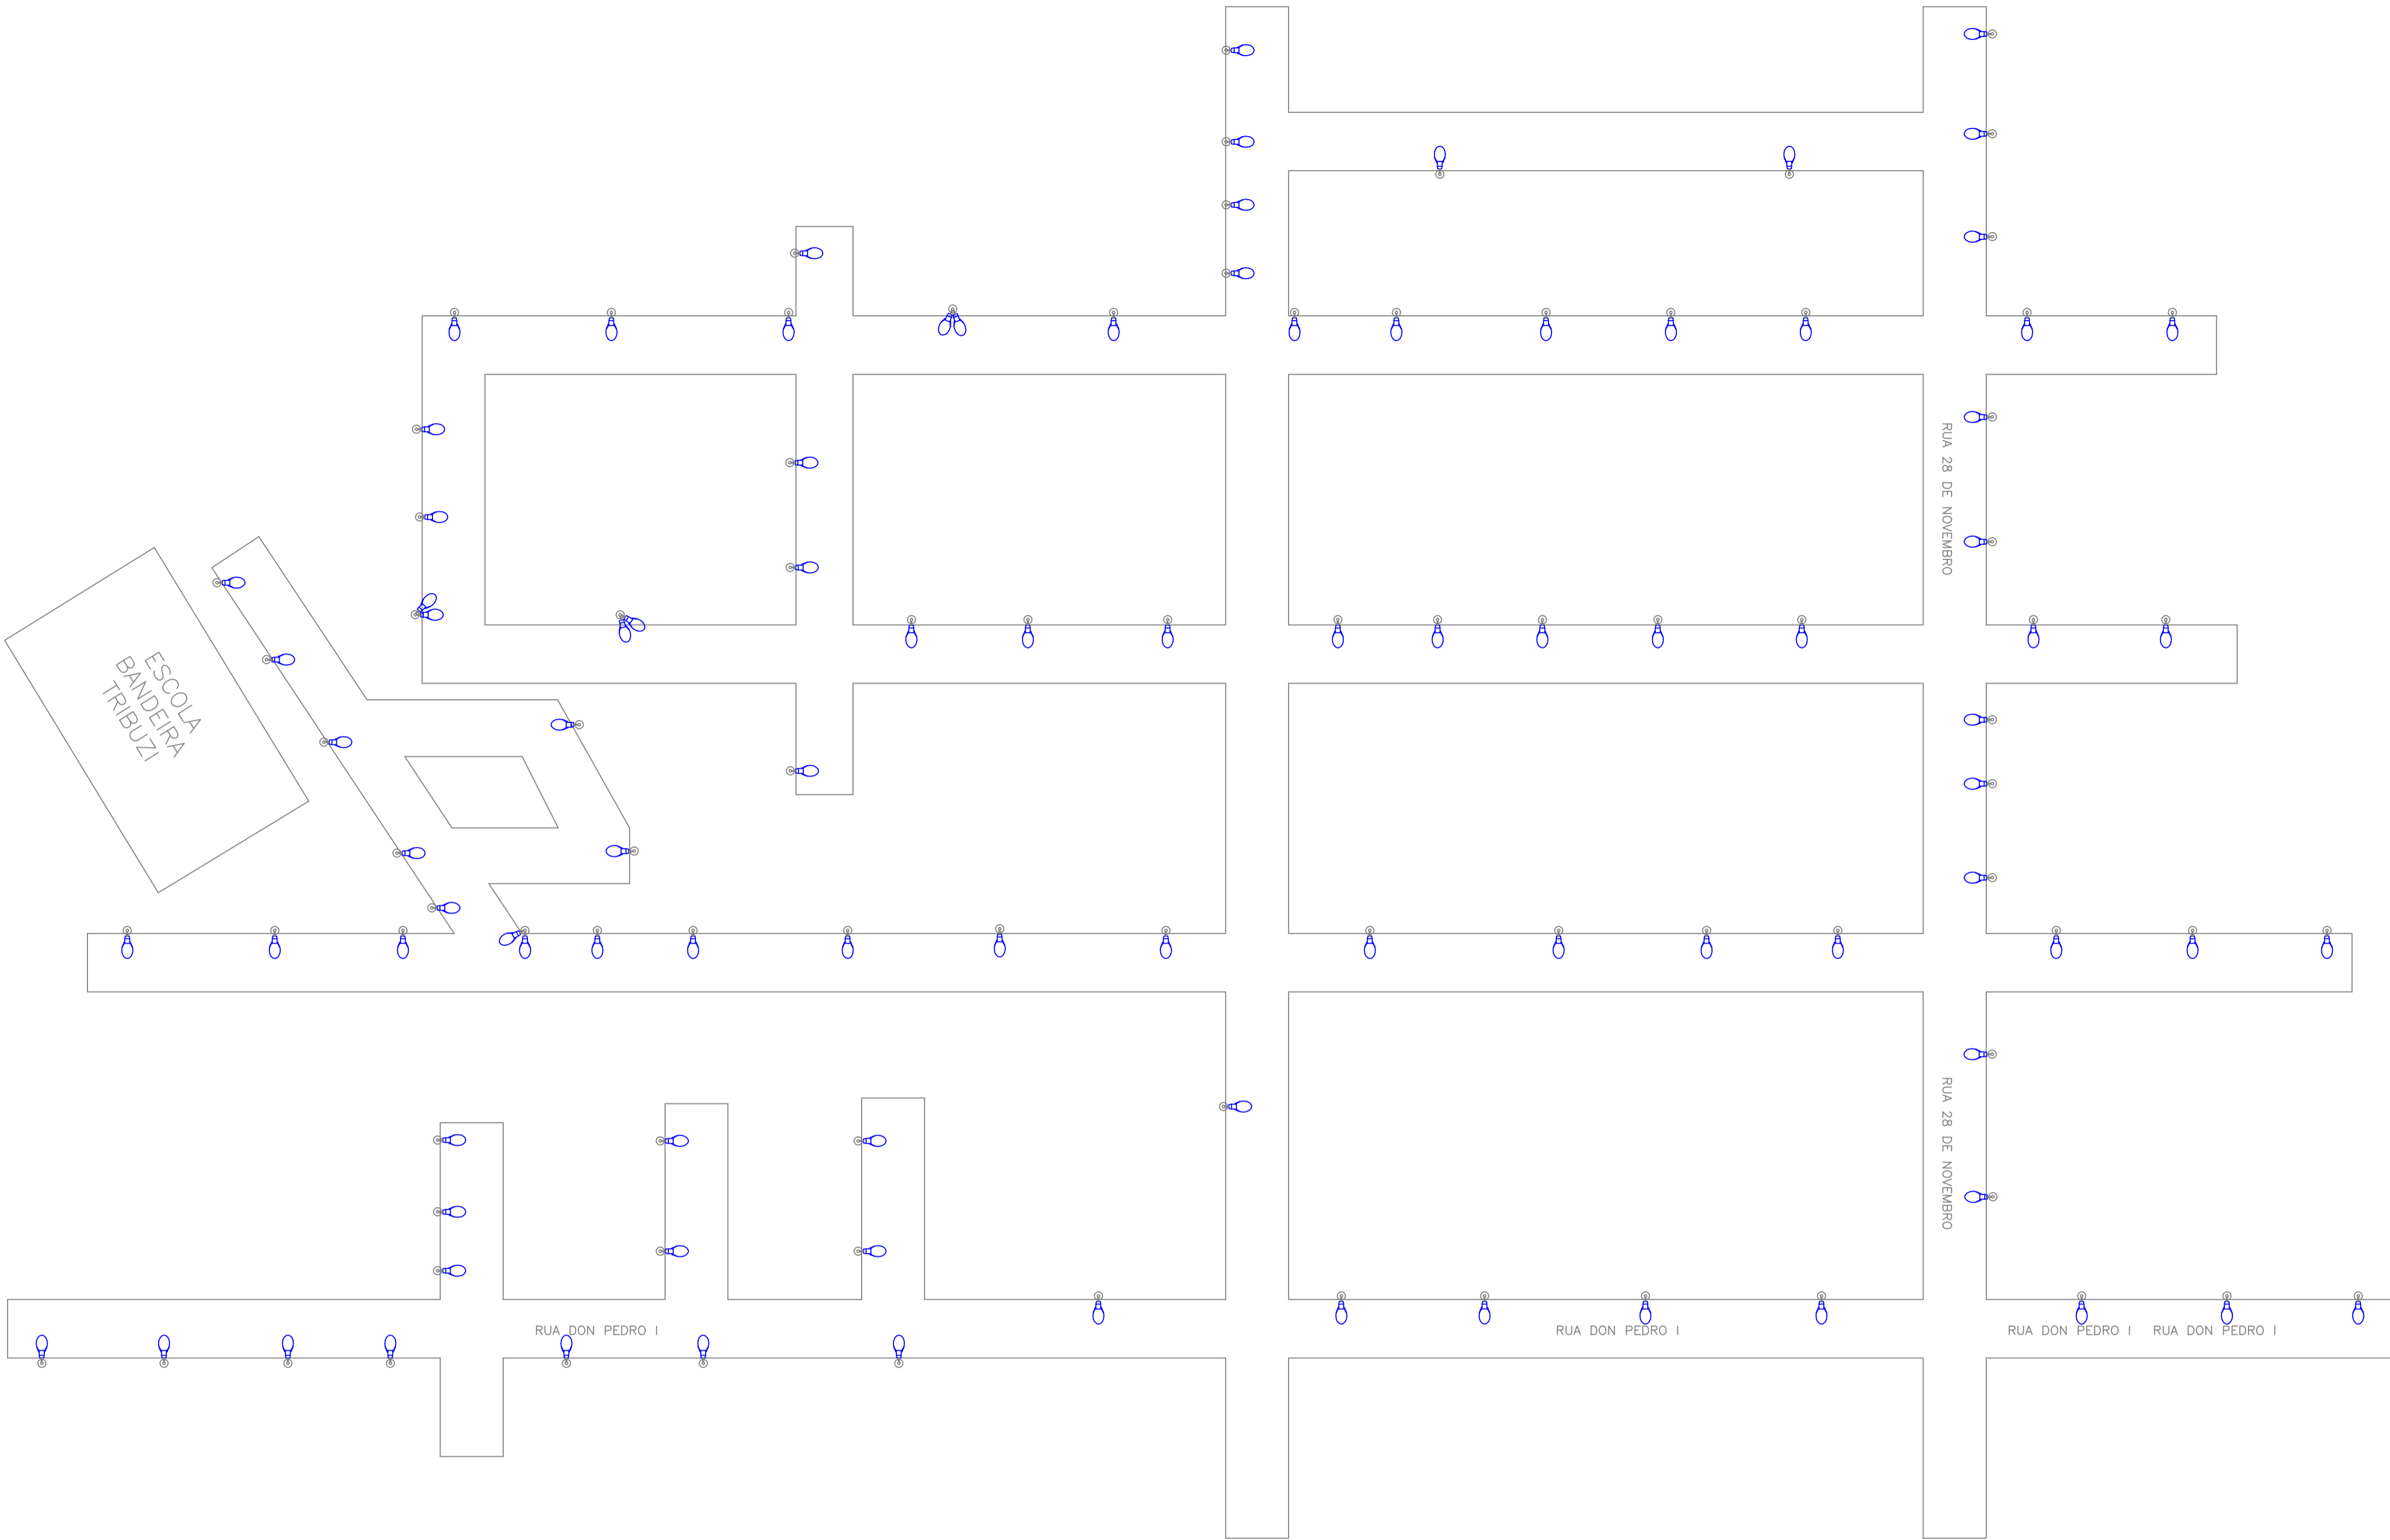 RUA 28 DE NOVEMBRO
ESCOLA
BANDEIRA
TRIBUZI
RUA 28 DE NOVEMBRO
RUA DON PEDRO I
RUA DON PEDRO I
RUA DON PEDRO I
RUA DON PEDRO I